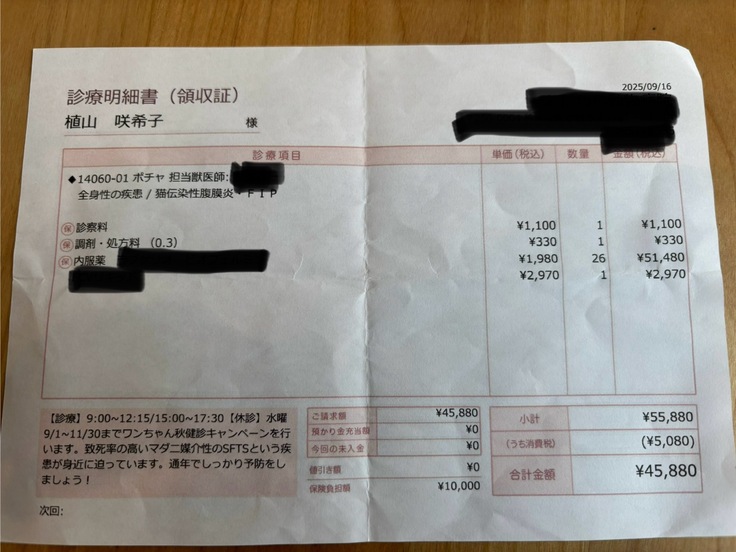 2025/09/16
診療明細書（領収証）
植山 咲希子 様
診療項目 単価（税込） 数量 金額（税込）
◆14060-01 ポチャ 担当獣医師:
全身性の疾患 / 猫伝染性腹膜炎・ＦＩＰ
保 診察料 ¥1,100 1 ¥1,100
保 調剤・処方料 （0.3） ¥330 1 ¥330
保 内服薬 ¥1,980 26 ¥51,480
¥2,970 1 ¥2,970
【診療】9:00~12:15/15:00~17:30【休診】水曜
9/1~11/30までワンちゃん秋健診キャンペーンを行
います。致死率の高いマダニ媒介性のSFTSという疾
患が身近に迫っています。通年でしっかり予防をし
ましょう！
次回:
ご請求額 ¥45,880
預かり金充当額 ¥0
今回の未入金 ¥0
値引き額 ¥0
保険負担額 ¥10,000
小計 ¥55,880
（うち消費税） (¥5,080)
合計金額 ¥45,880